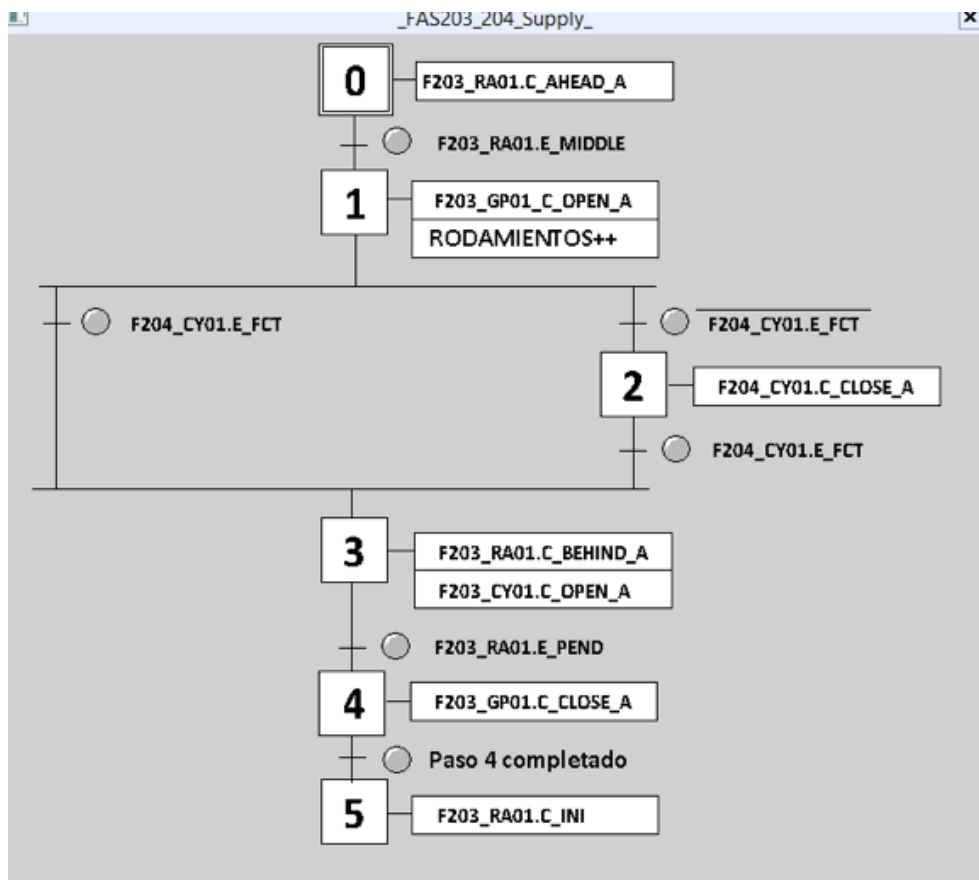 _FAS203_204_Supply_
0
F203_RA01.C_AHEAD_A
F203_RA01.E_MIDDLE
1
F203_GP01_C_OPEN_A
RODAMIENTOS++
F204_CY01.E_FCT
F204_CY01.E_FCT
2
F204_CY01.C_CLOSE_A
F204_CY01.E_FCT
3
F203_RA01.C_BEHIND_A
F203_CY01.C_OPEN_A
F203_RA01.E_PEND
4
F203_GP01.C_CLOSE_A
Paso 4 completado
5
F203_RA01.C_INI